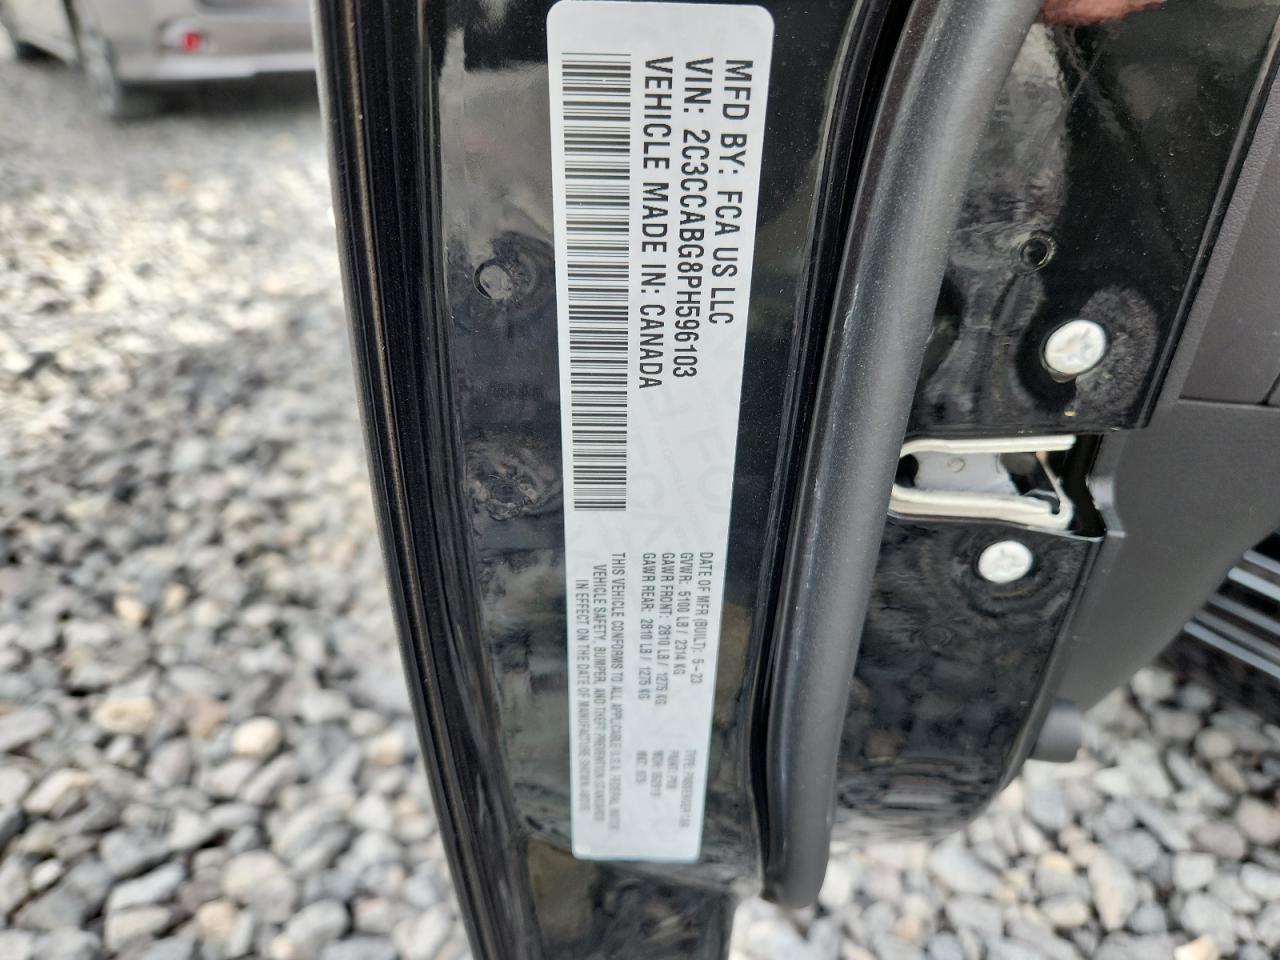 MFD BY: FCA US LLC
VIN: 2C3CCABG8PH596103
VEHICLE MADE IN: CANADA
DATE OF MFR (BUILT): 5-23
GVWR: 5100 LB / 2314 KG
GAWR FRONT: 2810 LB / 1275 KG
GAWR REAR: 2810 LB / 1275 KG
THIS VEHICLE CONFORMS TO ALL APPLICABLE U.S.A. FEDERAL MOTOR
VEHICLE SAFETY, BUMPER, AND THEFT PREVENTION STANDARDS
IN EFFECT ON THE DATE OF MANUFACTURE SHOWN ABOVE
TYPE: PASSENGER CAR